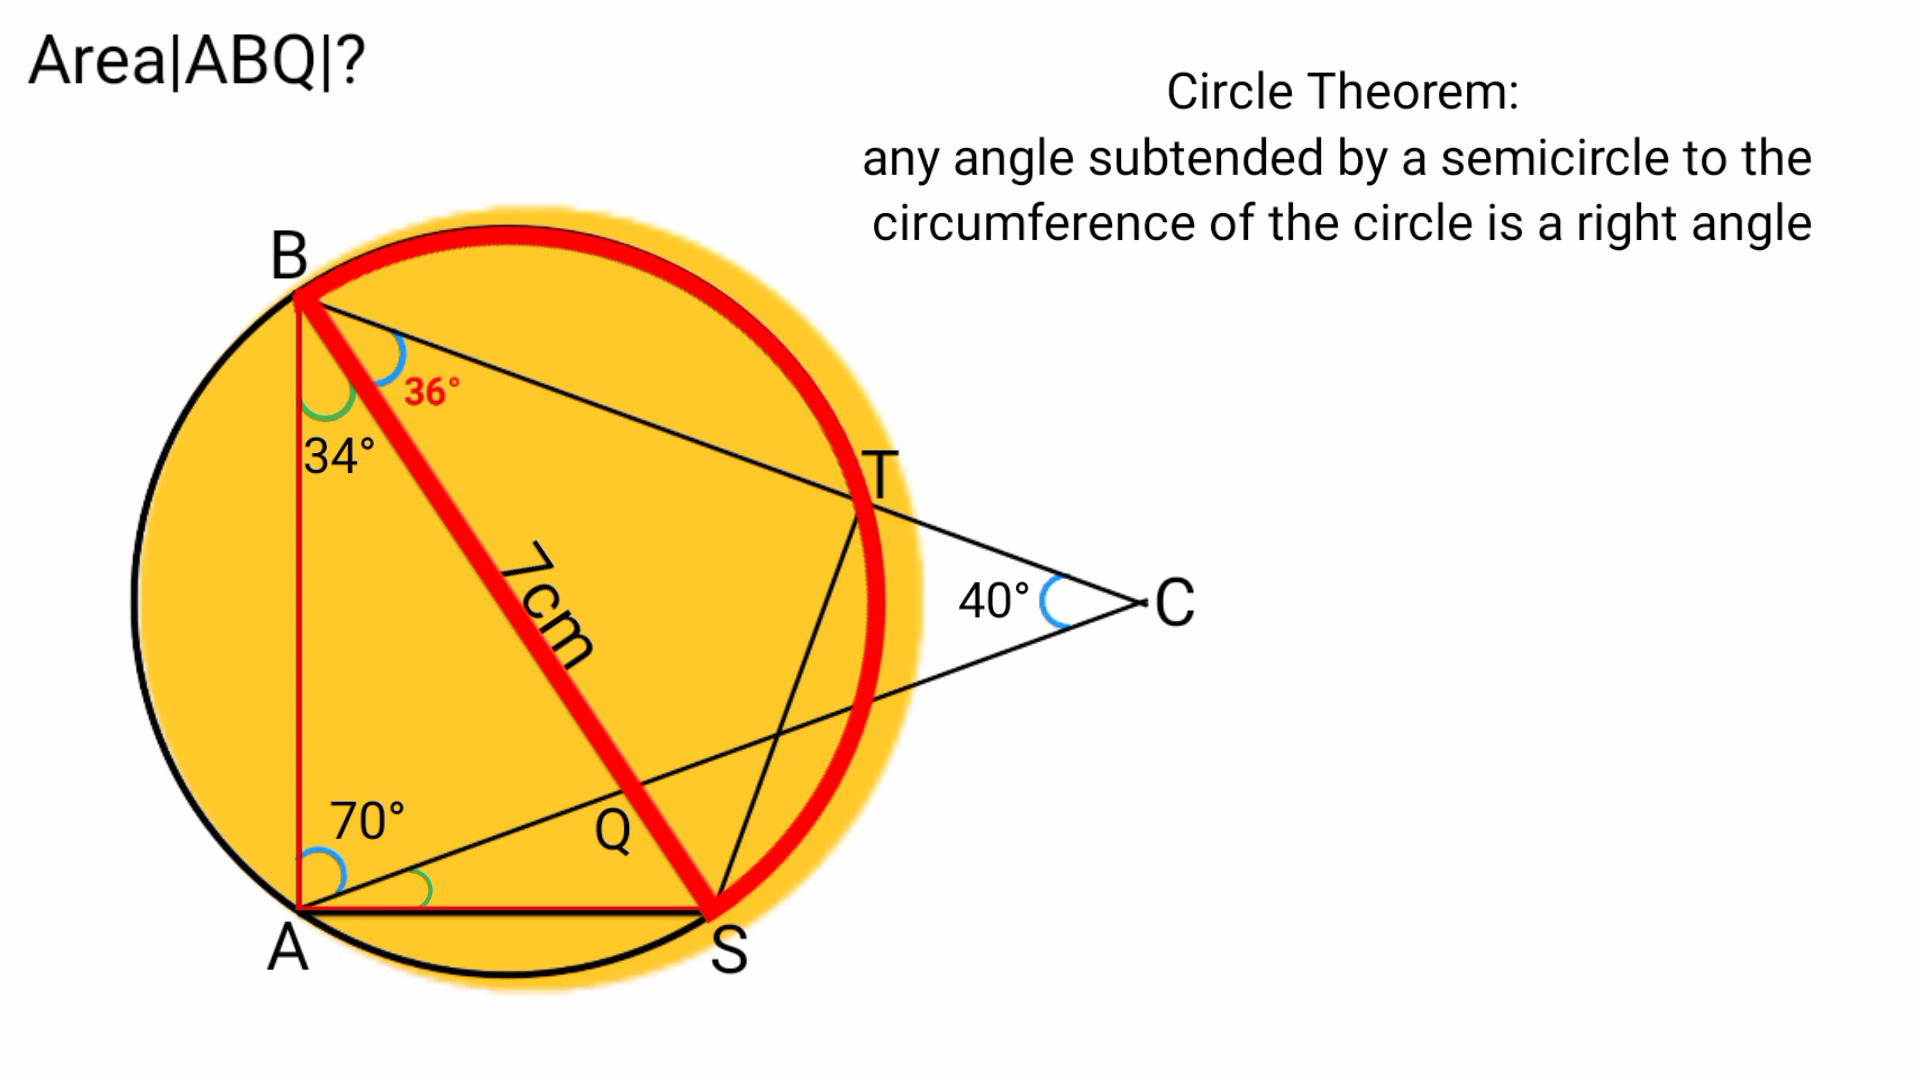 Area|ABQ|?
Circle Theorem:
any angle subtended by a semicircle to the
circumference of the circle is a right angle
B
36°
34°
T
7cm
40°
C
70°
Q
A
S